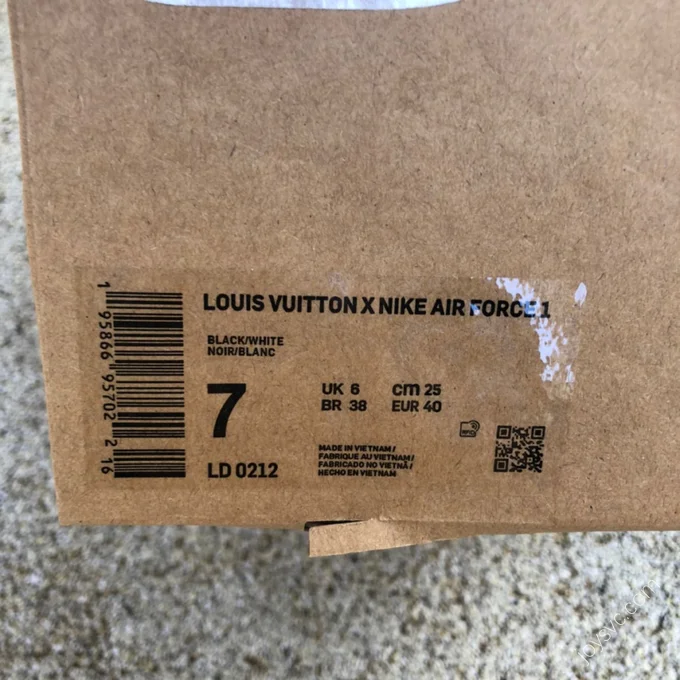 LOUIS VUITTON X NIKE AIR FORCE 1
BLACK/WHITE
NOIR/BLANC
7
UK 6 cm 25
BR 38 EUR 40
LD 0212
MADE IN VIETNAM /
FABRIQUE AU VIETNAM /
FABRICADO NO VIETNÃ /
HECHO EN VIETNAM
RFID
1 95866 95702 2 16